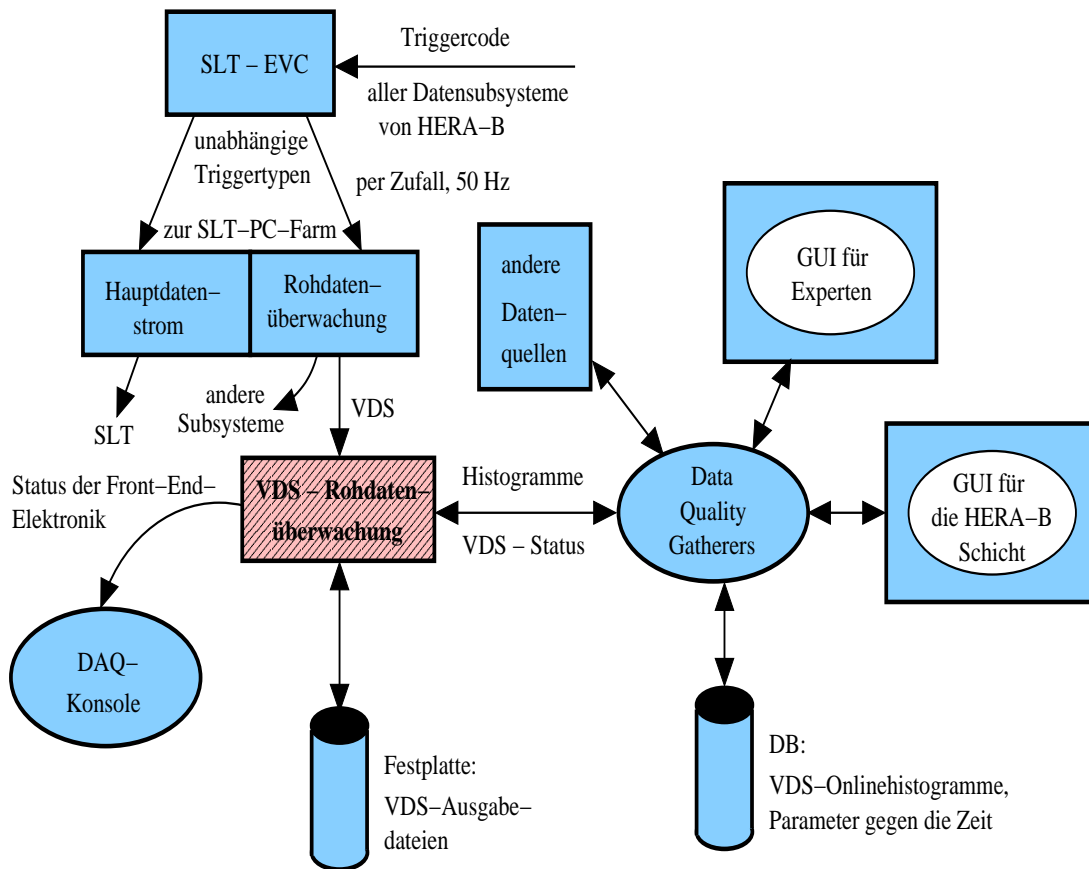 SLT – EVC
Triggercode
aller Datensubsysteme
von HERA–B
unabhängige
Triggertypen
per Zufall, 50 Hz
zur SLT–PC–Farm
Hauptdaten–
strom
Rohdaten–
überwachung
andere
Daten–
quellen
GUI für
Experten
SLT
andere
Subsysteme
VDS
Status der Front–End–
Elektronik
VDS – Rohdaten–
überwachung
Histogramme
VDS – Status
Data
Quality
Gatherers
GUI für
die HERA–B
Schicht
DAQ–
Konsole
Festplatte:
VDS–Ausgabe–
dateien
DB:
VDS–Onlinehistogramme,
Parameter gegen die Zeit